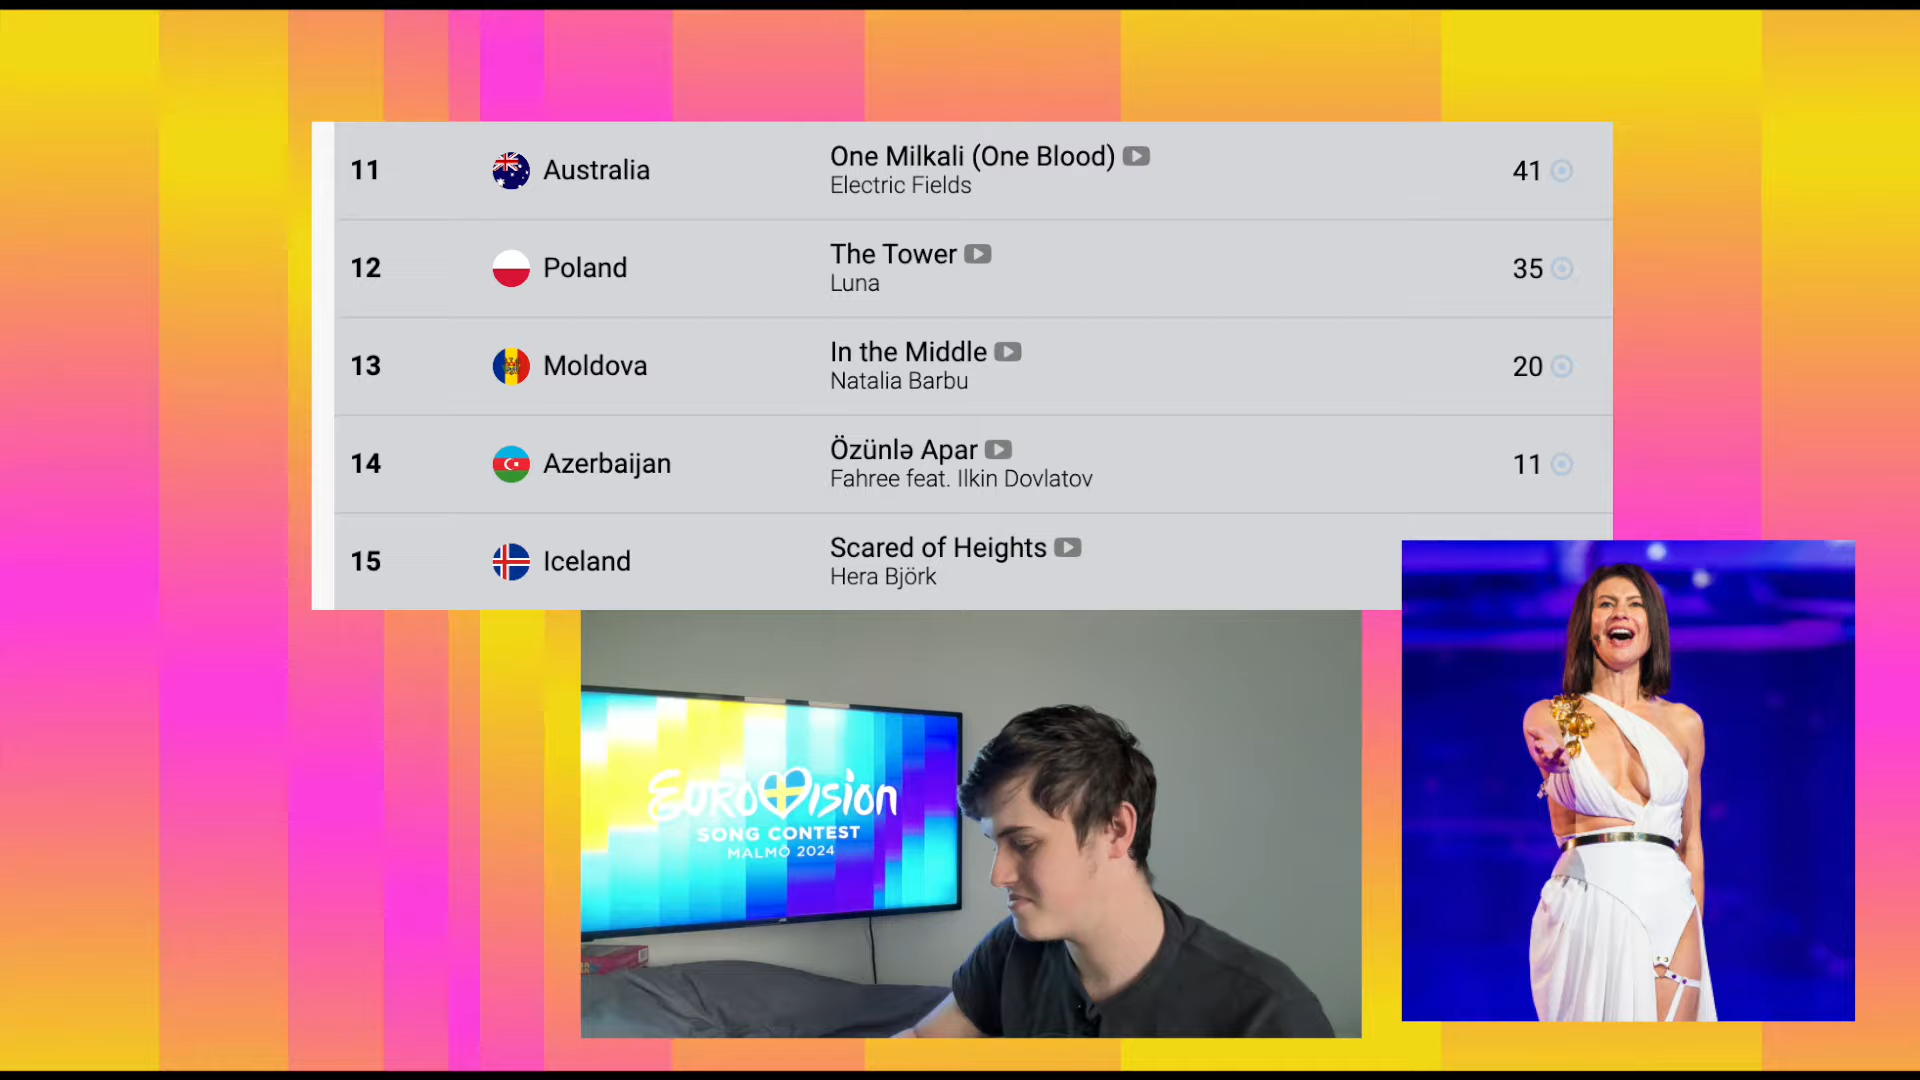 11 Australia One Milkali (One Blood) 41
Electric Fields
12 Poland The Tower 35
Luna
13 Moldova In the Middle 20
Natalia Barbu
14 Azerbaijan Özünlə Apar 11
Fahree feat. Ilkin Dovlatov
15 Iceland Scared of Heights
Hera Björk
EUROVISION
SONG CONTEST
MALMÖ 2024